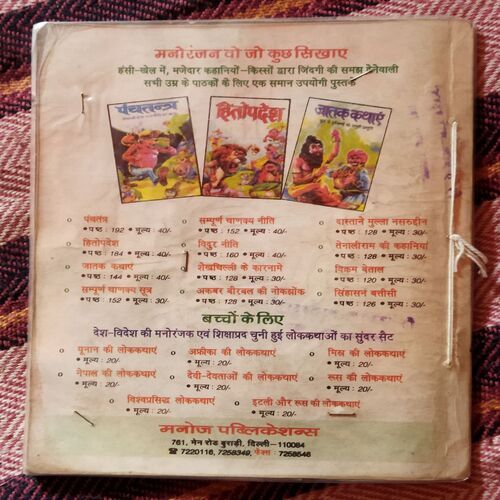 मनोरंजन वो जो कुछ सिखाए
हंसी-खेल में, मजेदार कहानियों-किस्सों द्वारा जिंदगी की समझ देनेवाली
सभी उम्र के पाठकों के लिए एक समान उपयोगी पुस्तकें
पंचतन्त्र
हितोपदेश
जातक कथाएं
पंचतंत्र
• पृष्ठ : 192 • मूल्य : 40/-
हितोपदेश
• पृष्ठ : 184 • मूल्य : 40/-
जातक कथाएं
• पृष्ठ : 144 • मूल्य : 40/-
सम्पूर्ण चाणक्य सूत्र
• पृष्ठ : 152 • मूल्य : 30/-
सम्पूर्ण चाणक्य नीति
• पृष्ठ : 152 • मूल्य : 40/-
विदुर नीति
• पृष्ठ : 160 • मूल्य : 40/-
शेखचिल्ली के कारनामे
• पृष्ठ : 128 • मूल्य : 30/-
अकबर बीरबल की नोकझोंक
• पृष्ठ : 128 • मूल्य : 30/-
दास्ताने मुल्ला नसरुद्दीन
• पृष्ठ : 128 • मूल्य : 30/-
तेनालीराम की कहानियां
• पृष्ठ : 128 • मूल्य : 30/-
विक्रम बेताल
• पृष्ठ : 120 • मूल्य : 30/-
सिंहासन बत्तीसी
• पृष्ठ : 126 • मूल्य : 30/-
बच्चों के लिए
देश-विदेश की मनोरंजक एवं शिक्षाप्रद चुनी हुई लोककथाओं का सुंदर सैट
यूनान की लोककथाएं
• मूल्य : 20/-
अफ्रीका की लोककथाएं
• मूल्य : 20/-
मिस्र की लोककथाएं
• मूल्य : 20/-
नेपाल की लोककथाएं
• मूल्य : 20/-
देवी-देवताओं की लोककथाएं
• मूल्य : 20/-
रूस की लोककथाएं
• मूल्य : 20/-
विश्वप्रसिद्ध लोककथाएं
• मूल्य : 20/-
इटली और रूस की लोककथाएं
• मूल्य : 20/-
मनोज पब्लिकेशन्स
761, मेन रोड बुराड़ी, दिल्ली-110084
☎ 7220116, 7258349, फैक्स : 7258546